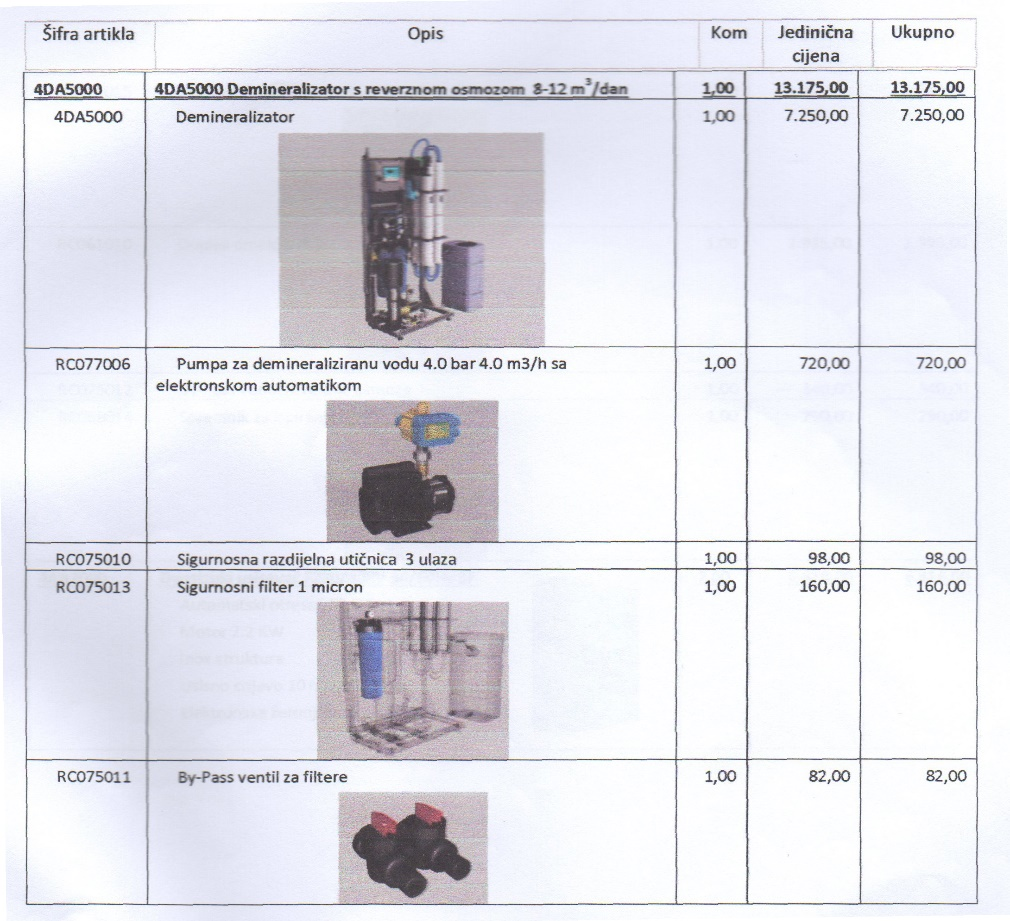 Šifra artikla Opis Kom Jedinična Ukupno
cijena
4DA5000 4DA5000 Demineralizator s reverznom osmozom 8-12 m³/dan 1,00 13.175,00 13.175,00
4DA5000 Demineralizator 1,00 7.250,00 7.250,00
RC077006 Pumpa za demineraliziranu vodu 4.0 bar 4.0 m3/h sa 1,00 720,00 720,00
elektronskom automatikom
RC075010 Sigurnosna razdijelna utičnica 3 ulaza 1,00 98,00 98,00
RC075013 Sigurnosni filter 1 micron 1,00 160,00 160,00
RC075011 By-Pass ventil za filtere 1,00 82,00 82,00